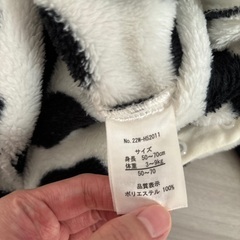 No.22W-HS2011
サイズ
身長 50~70cm
体重 3~9kg
50~70
品質表示
ポリエステル 100%